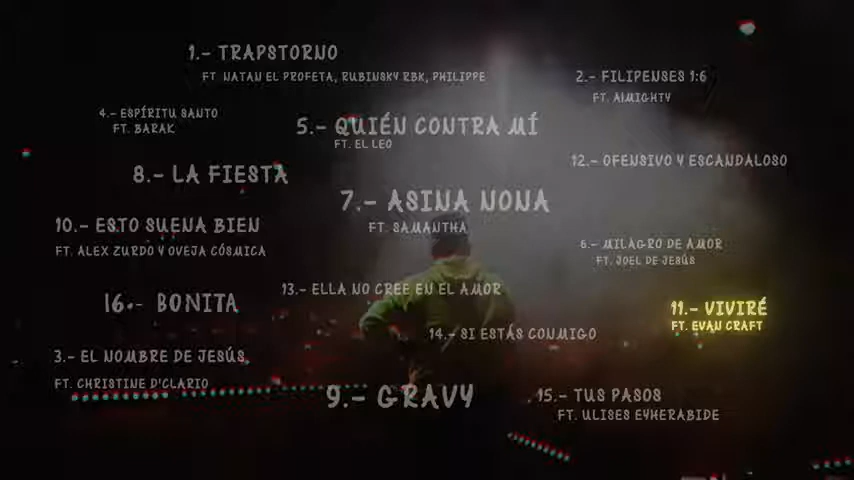 1.- TRAPSTORNO
FT NATAN EL PROFETA, RUBINSKY RBK, PHILIPPE
2.- FILIPENSES 1:6
FT. ALMIGHTY
4.- ESPÍRITU SANTO
FT. BARAK
5.- QUIÉN CONTRA MÍ
FT. EL LEO
12.- OFENSIVO Y ESCANDALOSO
8.- LA FIESTA
7.- ASINA NONA
FT. SAMANTHA
10.- ESTO SUENA BIEN
FT. ALEX ZURDO Y OVEJA CÓSMICA
6.- MILAGRO DE AMOR
FT. JOEL DE JESÚS
13.- ELLA NO CREE EN EL AMOR
16.- BONITA
11.- VIVIRÉ
FT. EVAN CRAFT
14.- SI ESTÁS CONMIGO
3.- EL NOMBRE DE JESÚS
FT. CHRISTINE D'CLARIO
9.- GRAVY
15.- TUS PASOS
FT. ULISES EYHERABIDE